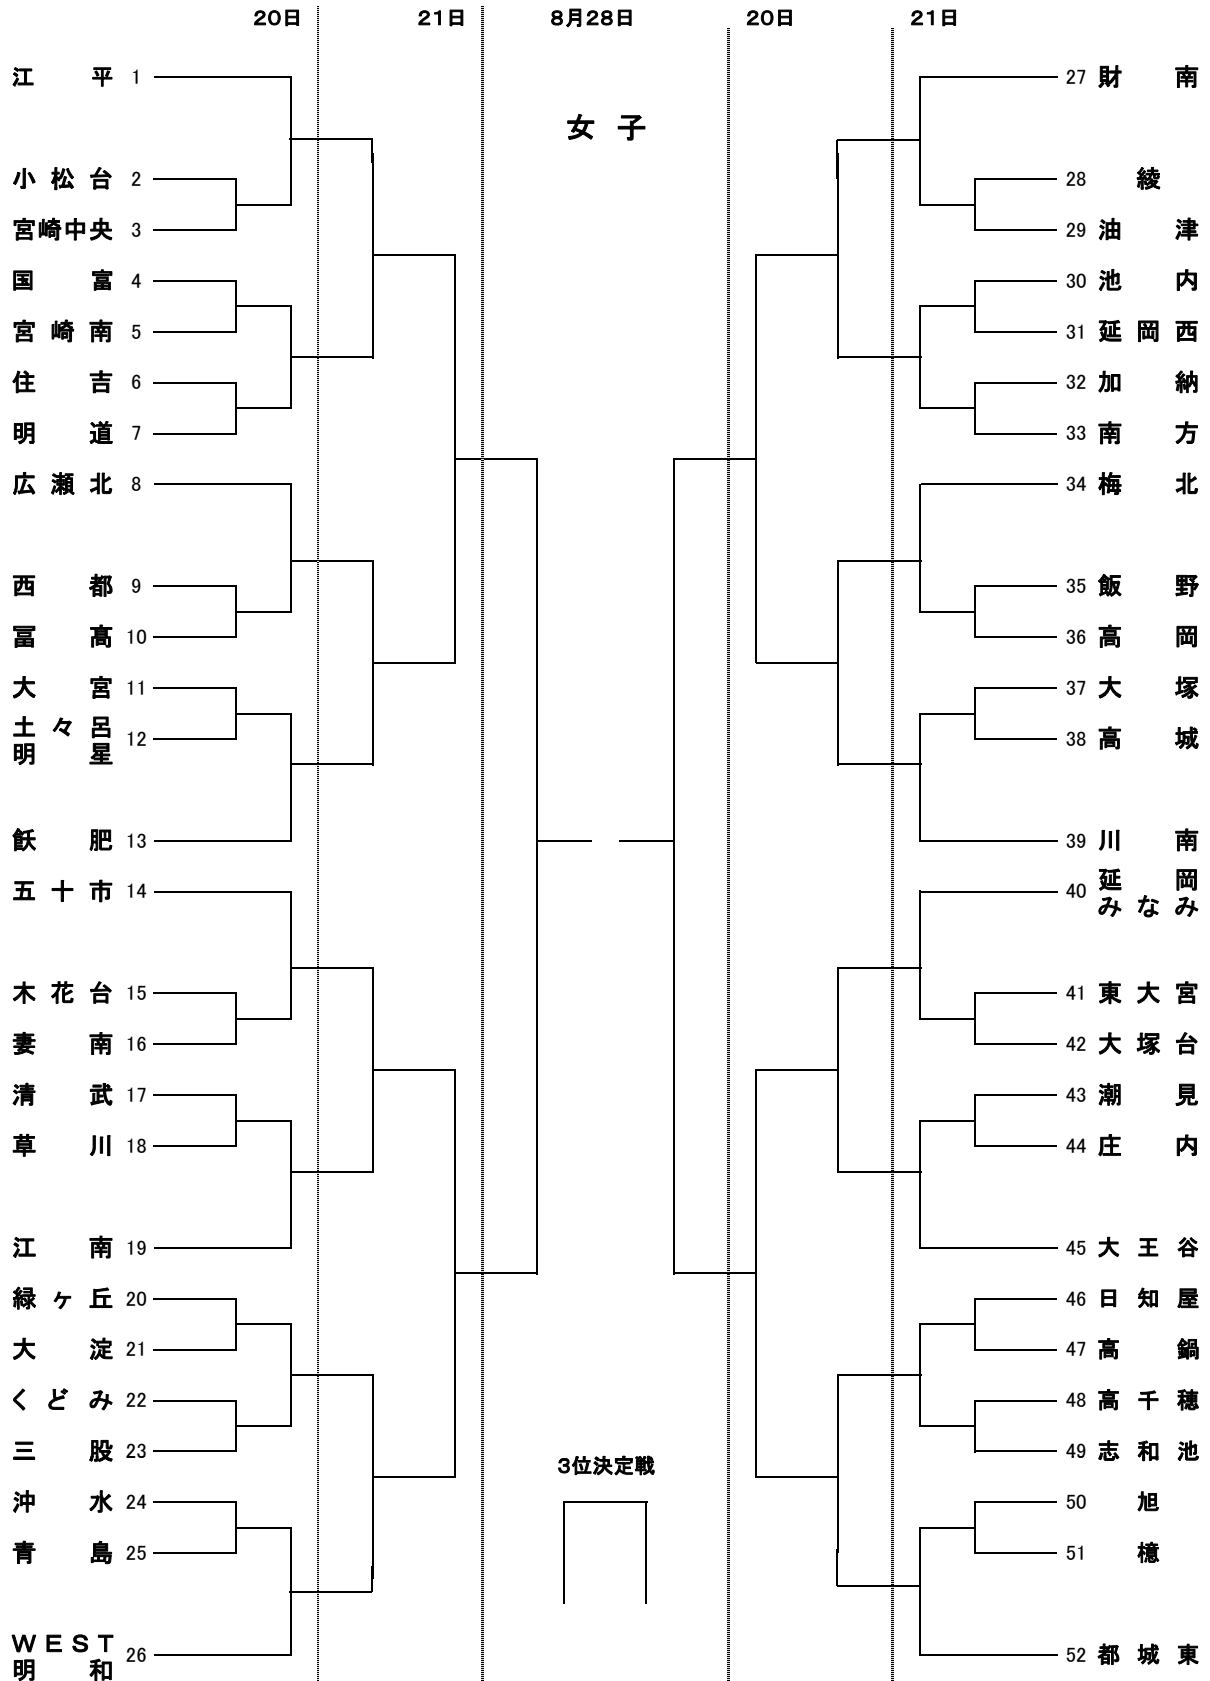 20日 21日 8月28日 20日 21日
女子
江平 1
小松台 2
宮崎中央 3
国富 4
宮崎南 5
住吉 6
明道 7
広瀬北 8
西都 9
冨髙 10
大宮 11
土々呂
明星 12
飫肥 13
五十市 14
木花台 15
妻南 16
清武 17
草川 18
江南 19
緑ヶ丘 20
大淀 21
くどみ 22
三股 23
沖水 24
青島 25
WEST
明和 26
27 財南
28 綾
29 油津
30 池内
31 延岡西
32 加納
33 南方
34 梅北
35 飯野
36 高岡
37 大塚
38 高城
39 川南
40 延岡
みなみ
41 東大宮
42 大塚台
43 潮見
44 庄内
45 大王谷
46 日知屋
47 高鍋
48 高千穂
49 志和池
50 旭
51 檍
52 都城東
3位決定戦